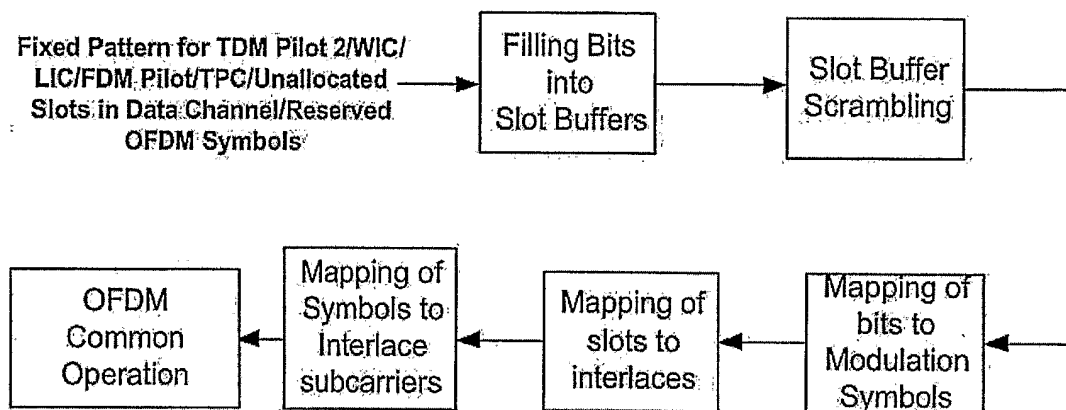 Fixed Pattern for TDM Pilot 2/WIC/
LIC/FDM Pilot/TPC/Unallocated
Slots in Data Channel/Reserved
OFDM Symbols
Filling Bits
into
Slot Buffers
Slot Buffer
Scrambling
Mapping of
bits to
Modulation
Symbols
Mapping of
slots to
interlaces
Mapping of
Symbols to
Interlace
subcarriers
OFDM
Common
Operation